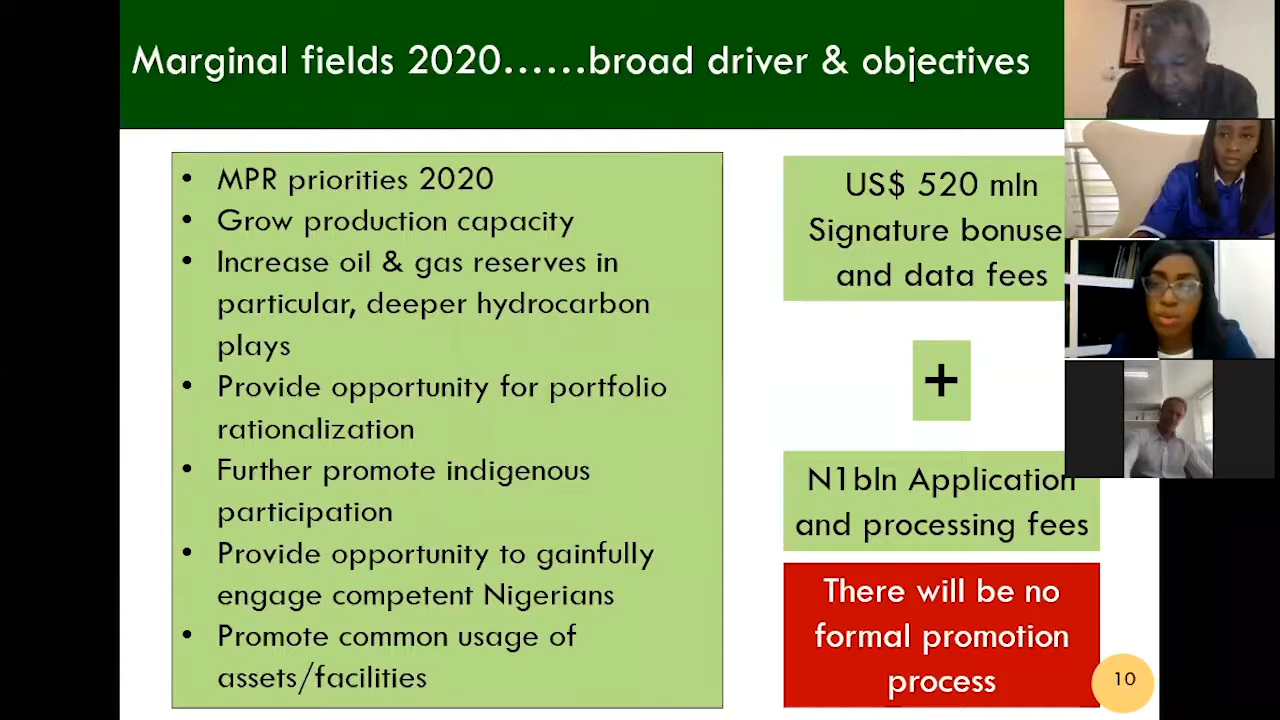 Marginal fields 2020......broad driver & objectives
• MPR priorities 2020
• Grow production capacity
• Increase oil & gas reserves in
particular, deeper hydrocarbon
plays
• Provide opportunity for portfolio
rationalization
• Further promote indigenous
participation
• Provide opportunity to gainfully
engage competent Nigerians
• Promote common usage of
assets/facilities
US$ 520 mln
Signature bonuse
and data fees
+
N1bln Application
and processing fees
There will be no
formal promotion
process
10